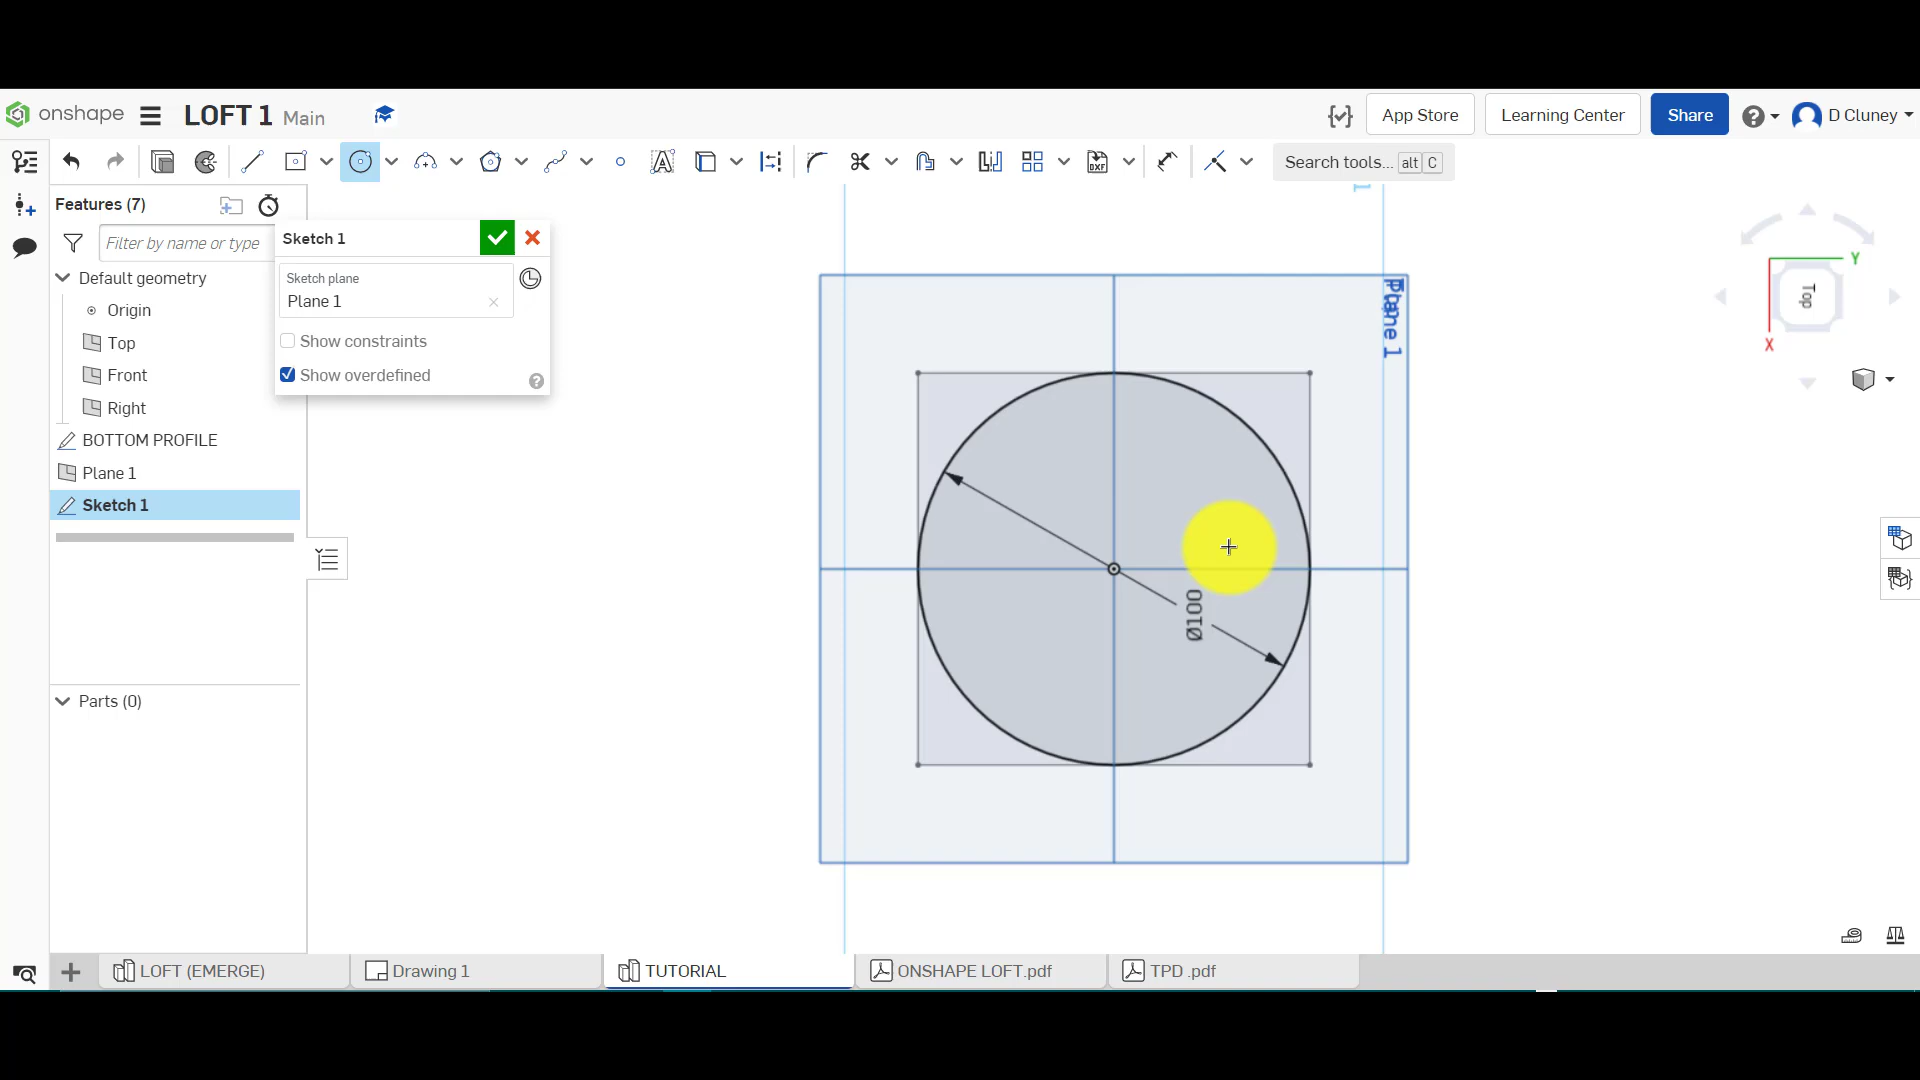 onshape LOFT 1 Main
App Store Learning Center Share ? D Cluney
Search tools... alt C
Features (7)
Filter by name or type
Default geometry
Origin
Top
Front
Right
BOTTOM PROFILE
Plane 1
Sketch 1
Parts (0)
Sketch 1
Sketch plane
Plane 1
Show constraints
Show overdefined
Plane 1
Ø100
Top
Y
X
LOFT (EMERGE) Drawing 1 TUTORIAL ONSHAPE LOFT.pdf TPD .pdf